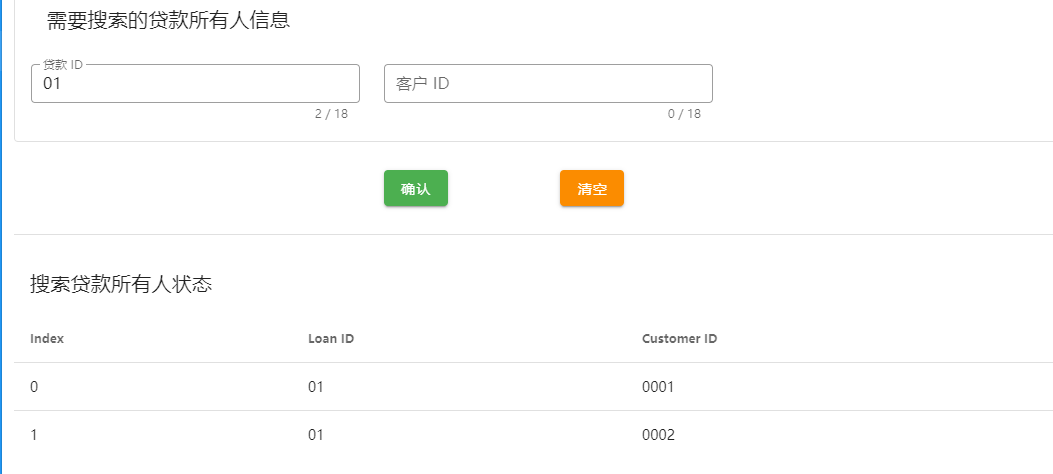 需要搜索的贷款所有人信息
贷款 ID
01
客户 ID
2 / 18
0 / 18
确认
清空
搜索贷款所有人状态
Index Loan ID Customer ID
0 01 0001
1 01 0002